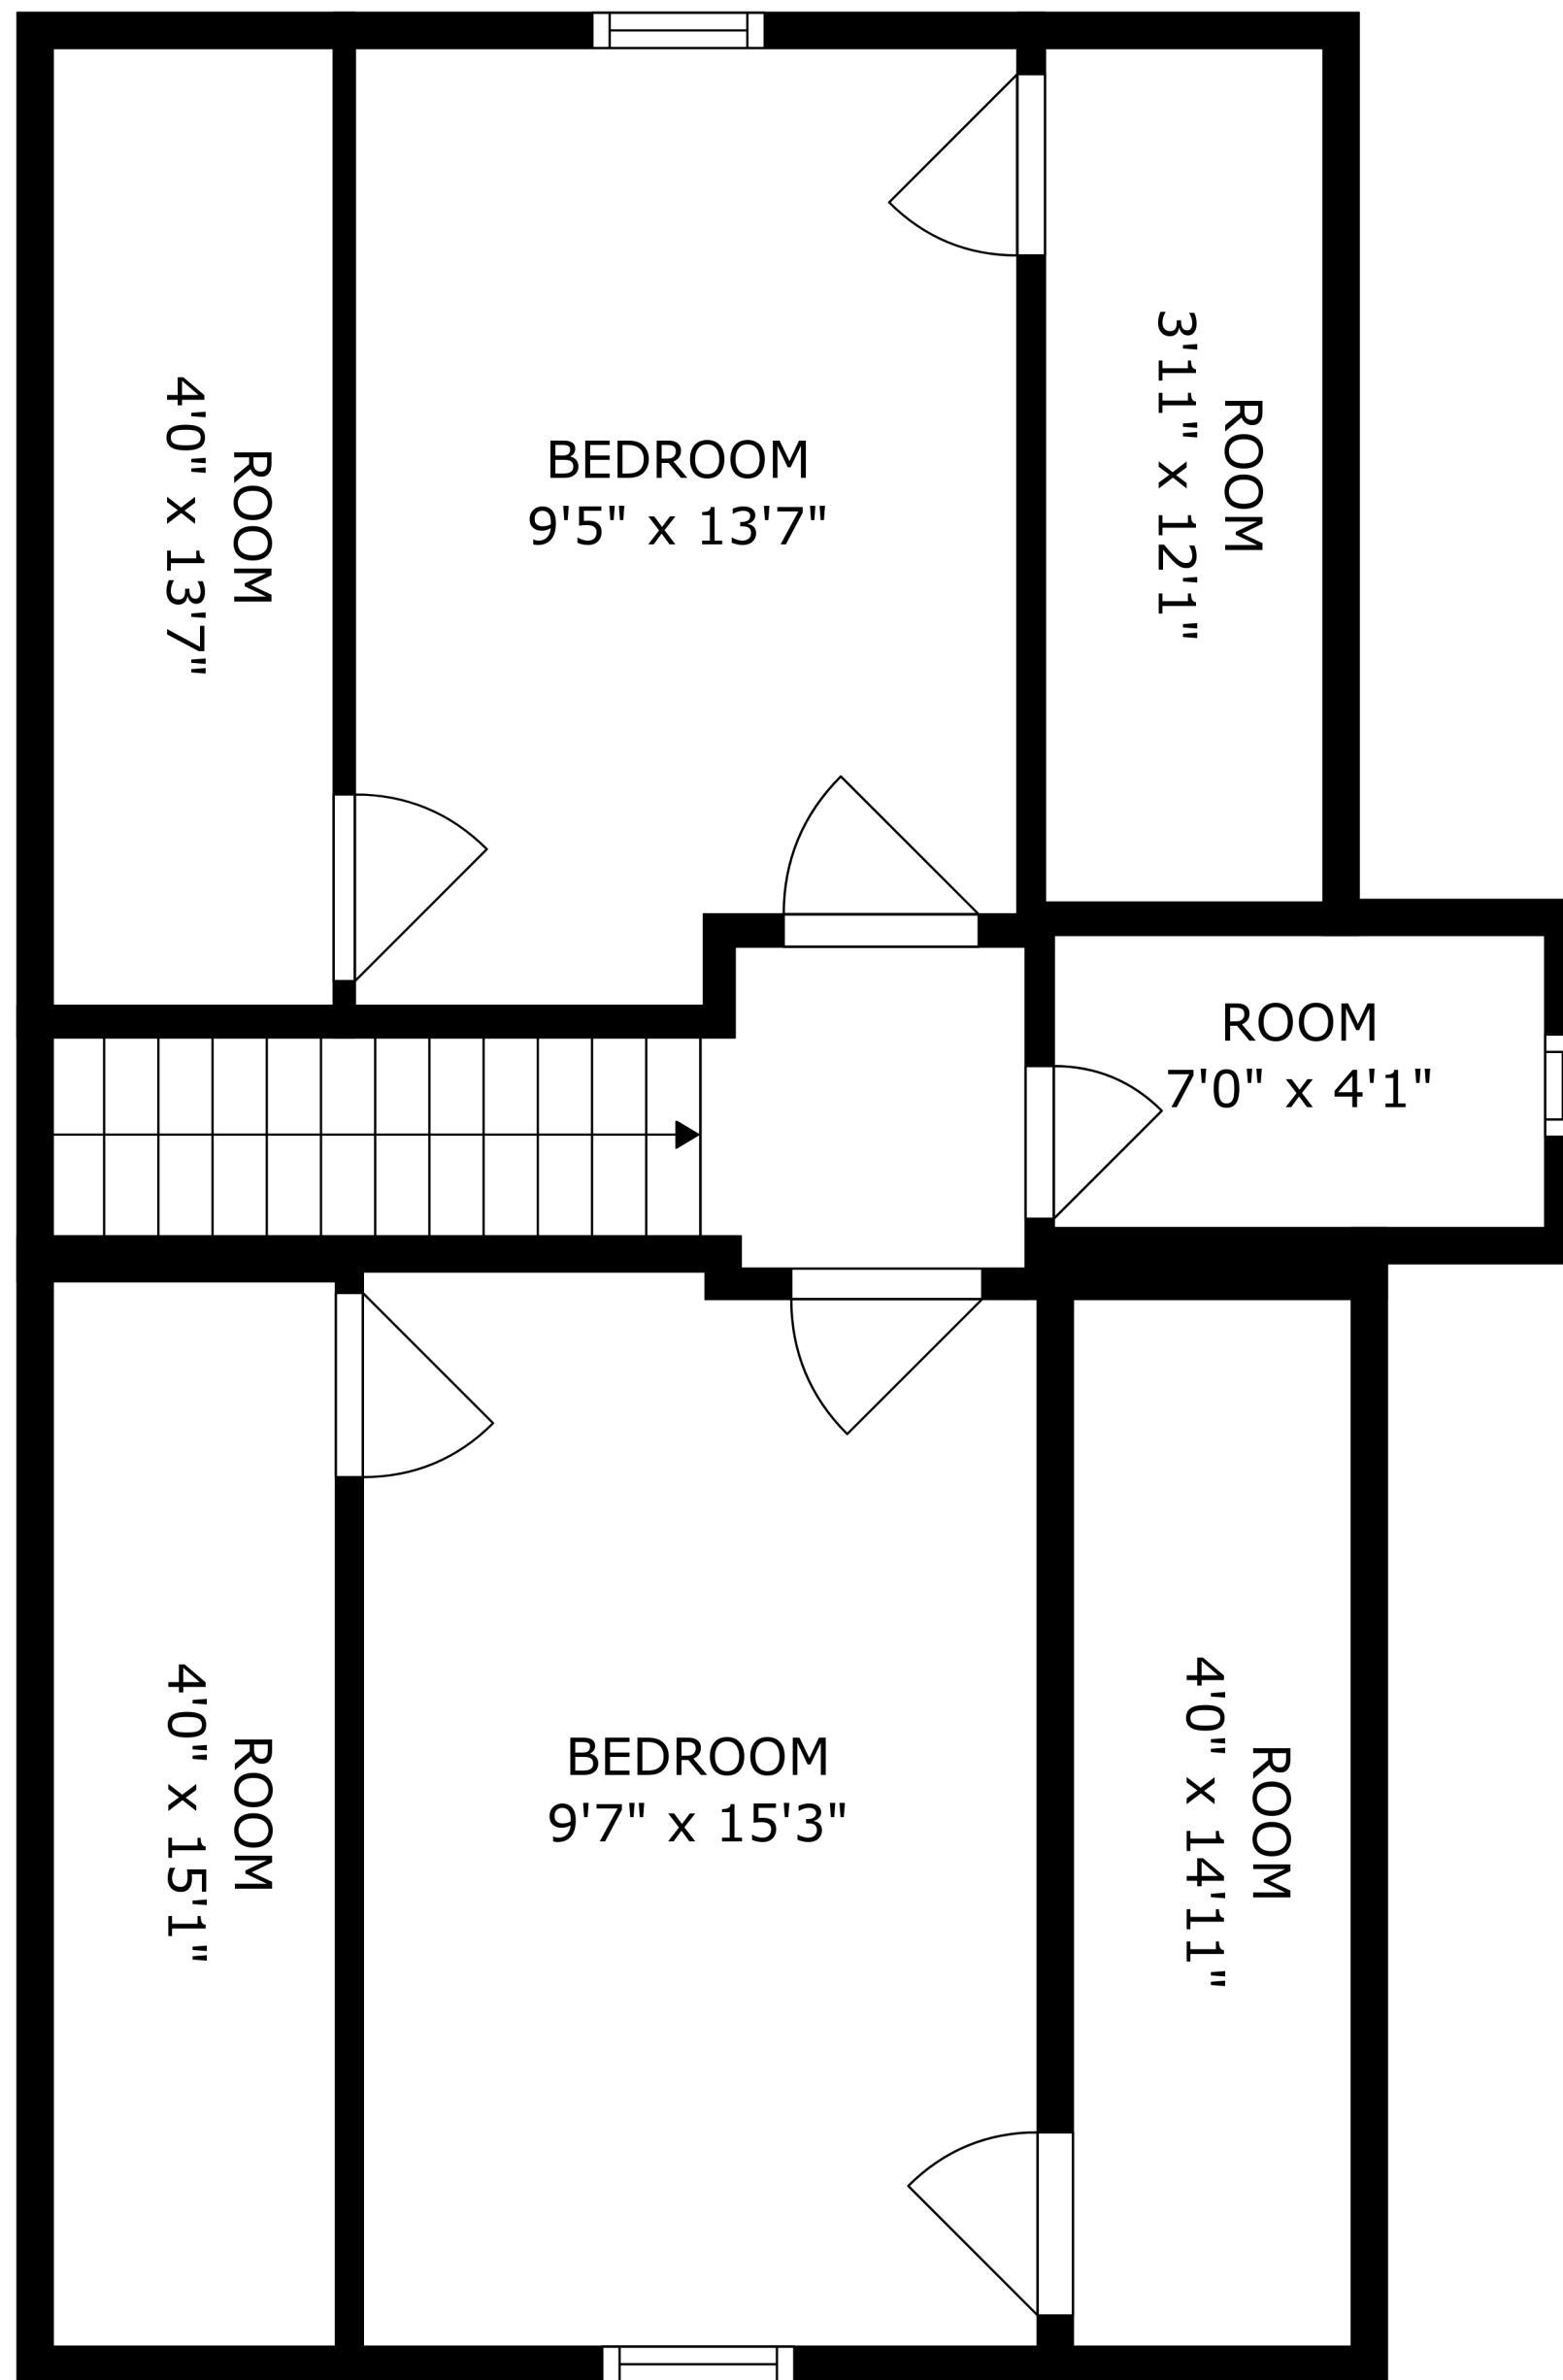 ROOM
4'0" x 13'7"
BEDROOM
9'5" x 13'7"
ROOM
3'11" x 12'1"
ROOM
7'0" x 4'1"
ROOM
4'0" x 15'1"
BEDROOM
9'7" x 15'3"
ROOM
4'0" x 14'11"